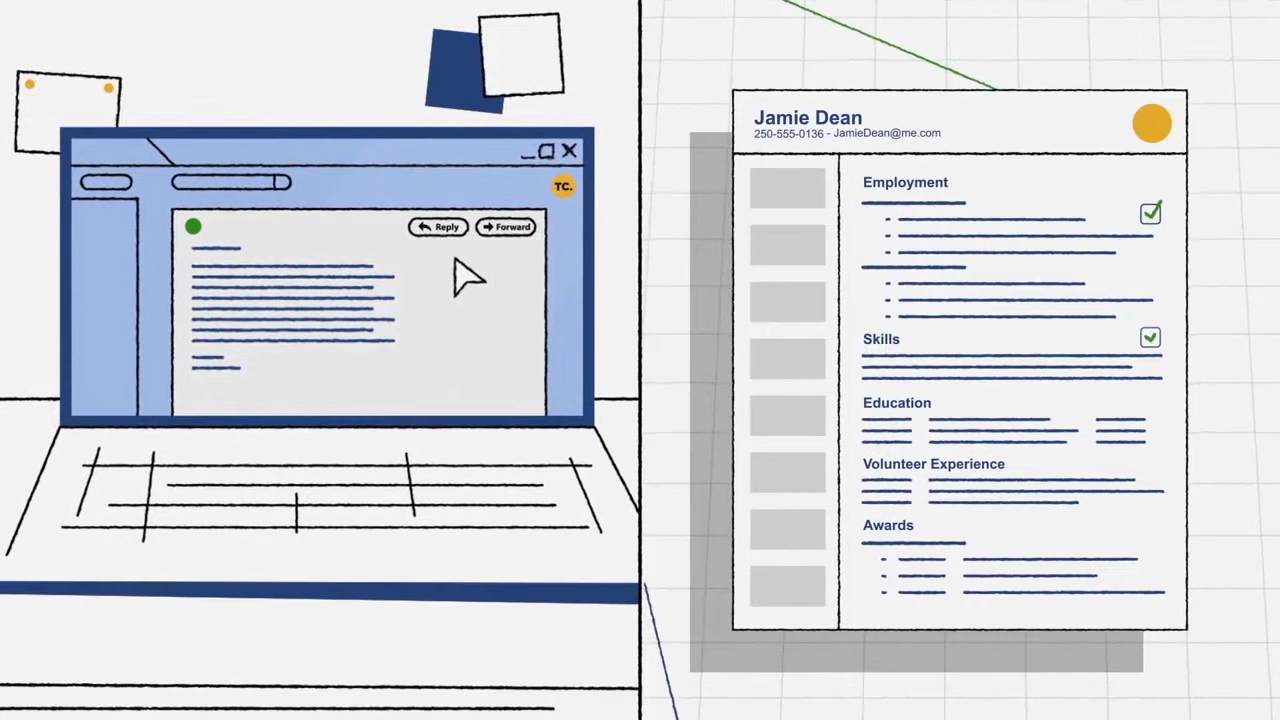 TC.
Reply
Forward
Jamie Dean
250-555-0136 - JamieDean@me.com
Employment
Skills
Education
Volunteer Experience
Awards